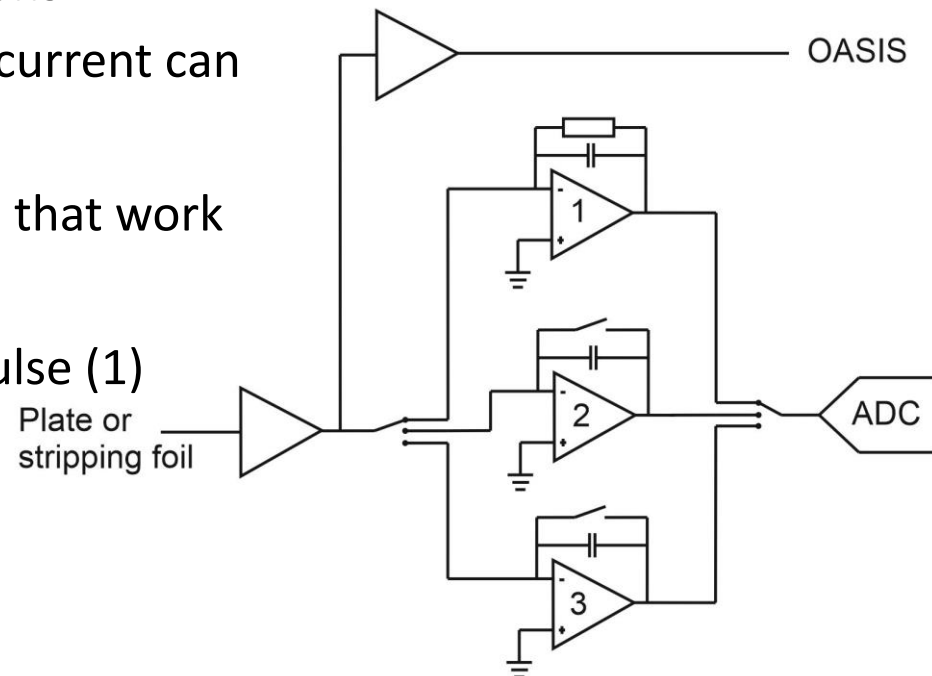 current can
that work
ulse (1)
OASIS
1
Plate or
stripping foil
2
ADC
3